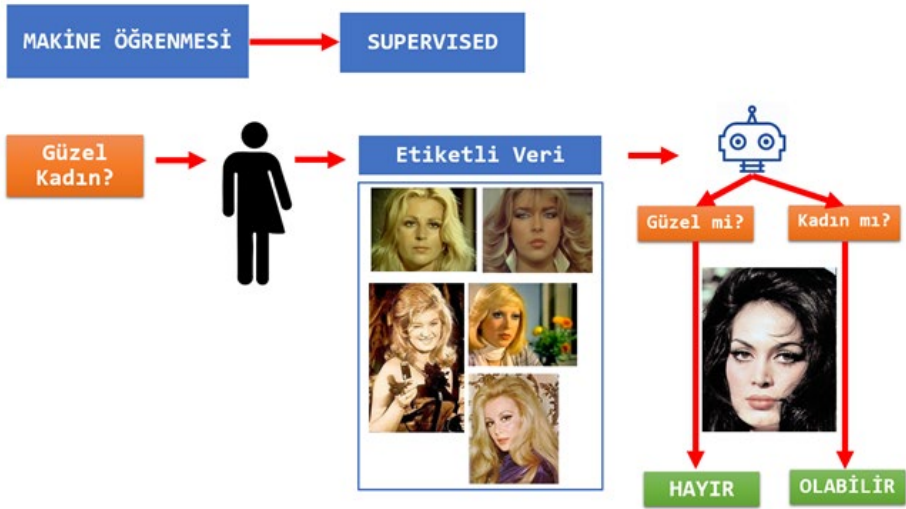 MAKİNE ÖĞRENMESİ
SUPERVISED
Güzel
Kadın?
Etiketli Veri
Güzel mi?
Kadın mı?
HAYIR
OLABİLİR